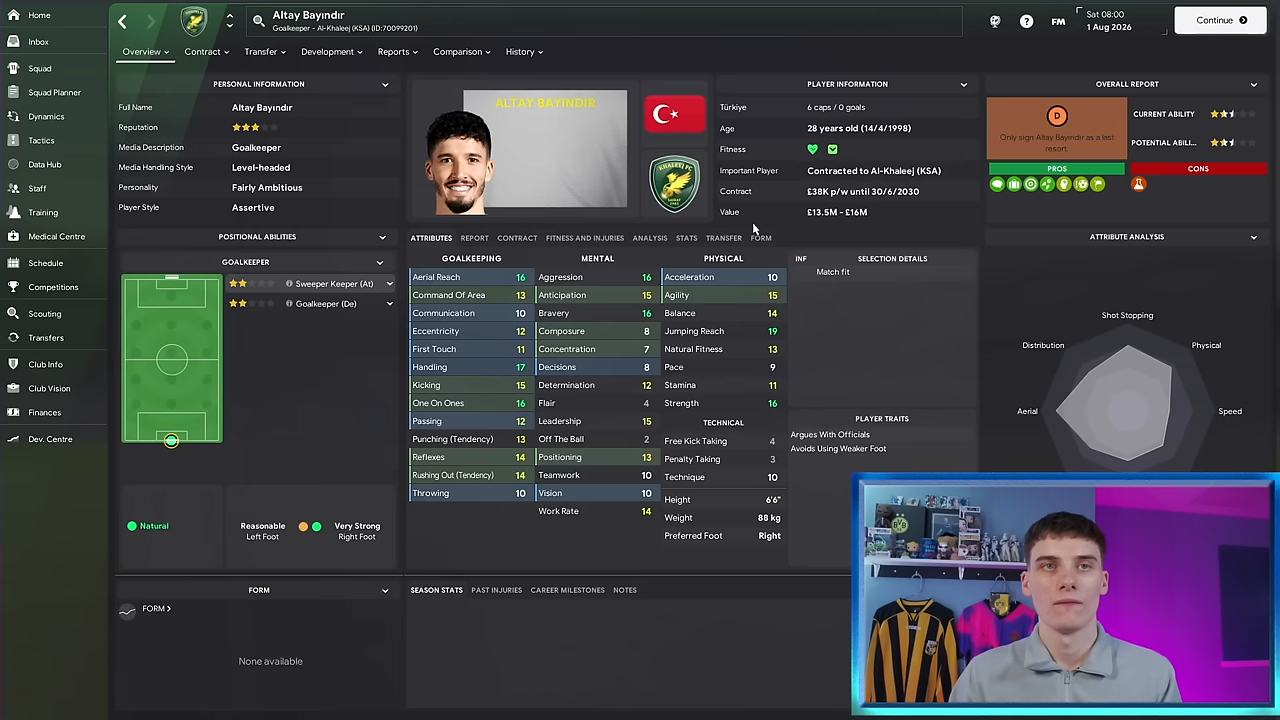 Home
Inbox
Squad
Squad Planner
Dynamics
Tactics
Data Hub
Staff
Training
Medical Centre
Schedule
Competitions
Scouting
Transfers
Club Info
Club Vision
Finances
Dev. Centre
Altay Bayındır
Goalkeeper - Al-Khaleej (KSA) (ID:70099201)
FM
Sat 08:00
1 Aug 2026
Continue
Overview
Contract
Transfer
Development
Reports
Comparison
History
PERSONAL INFORMATION
Full Name Altay Bayındır
Reputation
Media Description Goalkeeper
Media Handling Style Level-headed
Personality Fairly Ambitious
Player Style Assertive
ALTAY BAYINDIR
PLAYER INFORMATION
Türkiye 6 caps / 0 goals
Age 28 years old (14/4/1998)
Fitness
Important Player Contracted to Al-Khaleej (KSA)
Contract £38K p/w until 30/6/2030
Value £13.5M - £16M
OVERALL REPORT
D
Only sign Altay Bayındır as a last
resort.
CURRENT ABILITY
POTENTIAL ABILI...
PROS
CONS
POSITIONAL ABILITIES
GOALKEEPER
Sweeper Keeper (At)
Goalkeeper (De)
Natural
Reasonable
Left Foot
Very Strong
Right Foot
ATTRIBUTES REPORT CONTRACT FITNESS AND INJURIES ANALYSIS STATS TRANSFER FORM
GOALKEEPING
Aerial Reach 16
Command Of Area 13
Communication 10
Eccentricity 12
First Touch 11
Handling 17
Kicking 15
One On Ones 16
Passing 12
Punching (Tendency) 13
Reflexes 14
Rushing Out (Tendency) 14
Throwing 10
MENTAL
Aggression 16
Anticipation 15
Bravery 16
Composure 8
Concentration 7
Decisions 8
Determination 12
Flair 4
Leadership 15
Off The Ball 2
Positioning 13
Teamwork 10
Vision 10
Work Rate 14
PHYSICAL
Acceleration 10
Agility 15
Balance 14
Jumping Reach 19
Natural Fitness 13
Pace 9
Stamina 11
Strength 16
TECHNICAL
Free Kick Taking 4
Penalty Taking 3
Technique 10
Height 6'6"
Weight 88 kg
Preferred Foot Right
INF SELECTION DETAILS
Match fit
PLAYER TRAITS
Argues With Officials
Avoids Using Weaker Foot
ATTRIBUTE ANALYSIS
Shot Stopping
Distribution
Physical
Aerial
Speed
FORM
FORM
None available
SEASON STATS PAST INJURIES CAREER MILESTONES NOTES